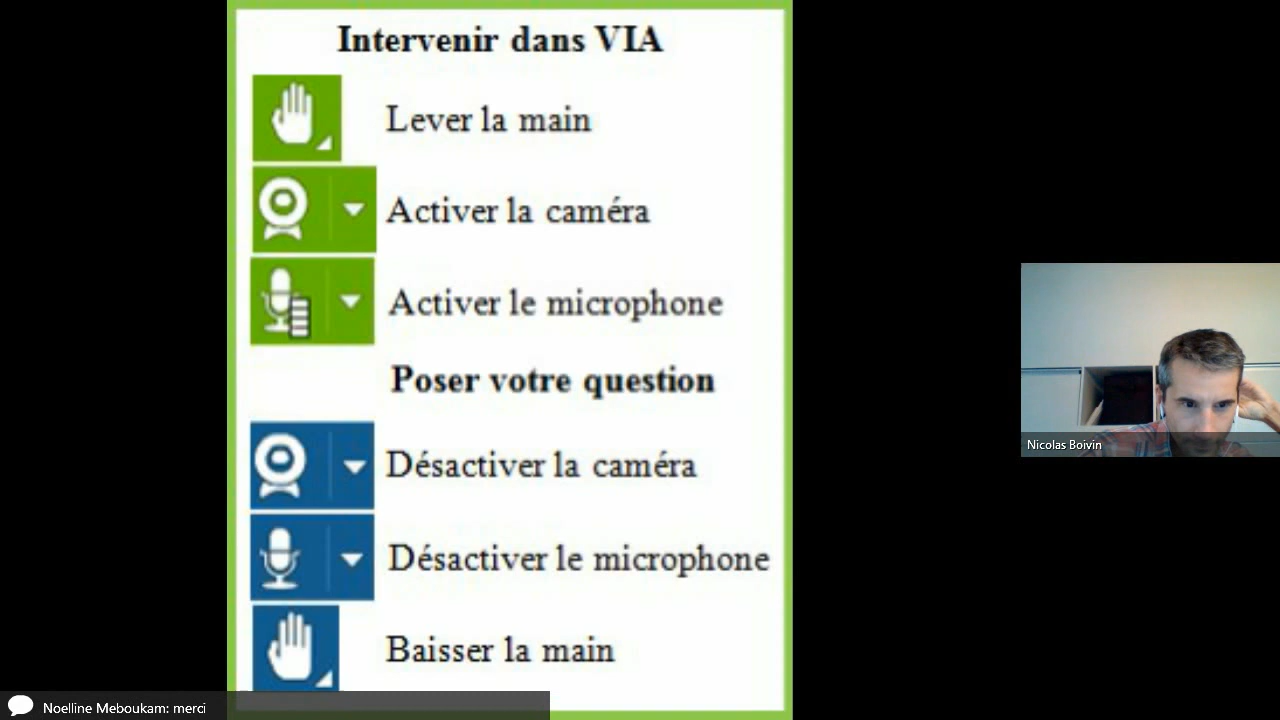 Intervenir dans VIA
Lever la main
Activer la caméra
Activer le microphone
Poser votre question
Désactiver la caméra
Désactiver le microphone
Baisser la main
Nicolas Boivin
Noelline Meboukam: merci